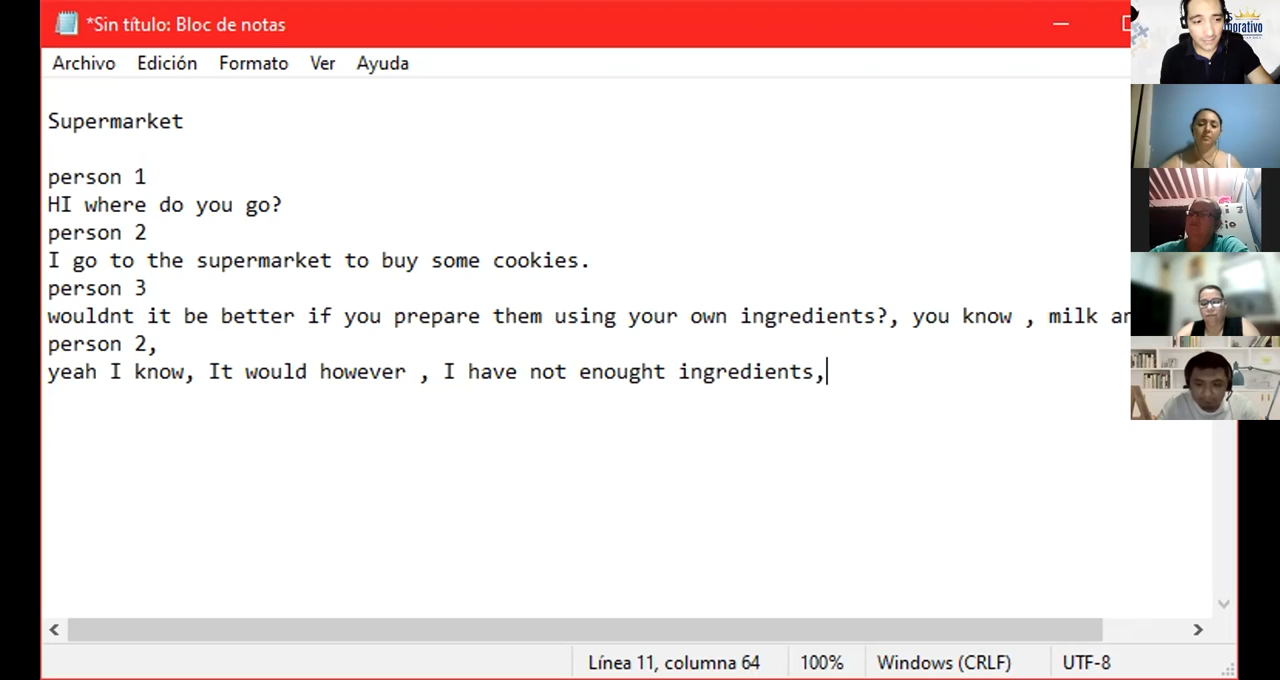 *Sin título: Bloc de notas
Archivo Edición Formato Ver Ayuda
Supermarket
person 1
HI where do you go?
person 2
I go to the supermarket to buy some cookies.
person 3
wouldnt it be better if you prepare them using your own ingredients?, you know , milk an
person 2,
yeah I know, It would however , I have not enought ingredients,
Línea 11, columna 64 100% Windows (CRLF) UTF-8